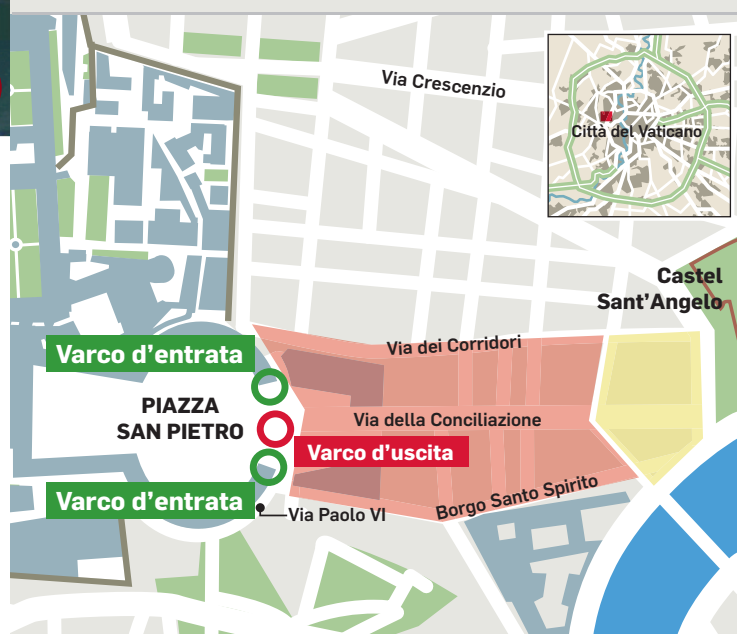 Via Crescenzio
Città del Vaticano
Castel
Sant'Angelo
Varco d'entrata
Via dei Corridori
PIAZZA
SAN PIETRO
Via della Conciliazione
Varco d'uscita
Varco d'entrata
Borgo Santo Spirito
Via Paolo VI